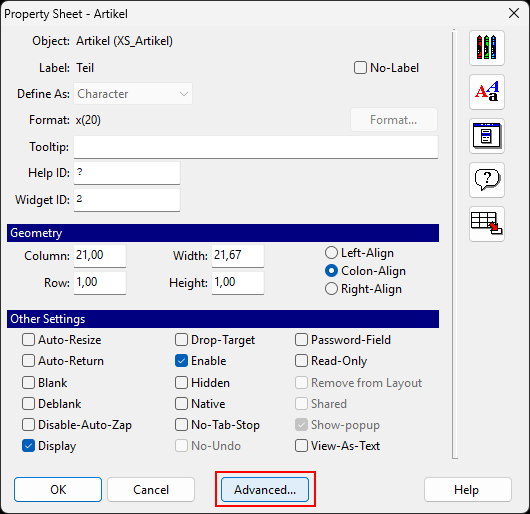 Property Sheet - Artikel
Object: Artikel (XS_Artikel)
Label: Teil
No-Label
Define As: Character
Format: x(20)
Format...
Tooltip:
Help ID: ?
Widget ID: 2
Geometry
Column: 21,00 Width: 21,67
Left-Align
Colon-Align
Row: 1,00 Height: 1,00
Right-Align
Other Settings
Auto-Resize Drop-Target Password-Field
Auto-Return Enable Read-Only
Blank Hidden Remove from Layout
Deblank Native Shared
Disable-Auto-Zap No-Tab-Stop Show-popup
Display No-Undo View-As-Text
OK Cancel Advanced... Help
A A a
?